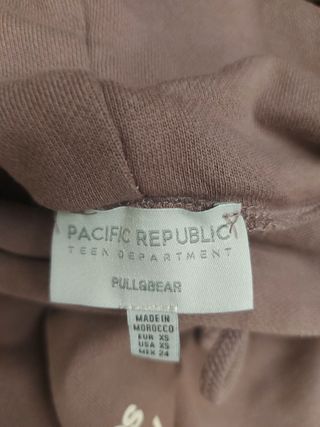 PACIFIC REPUBLIC
TEEN DEPARTMENT
PULL&BEAR
MADE IN
MOROCCO
EUR XS
USA XS
MEX 24